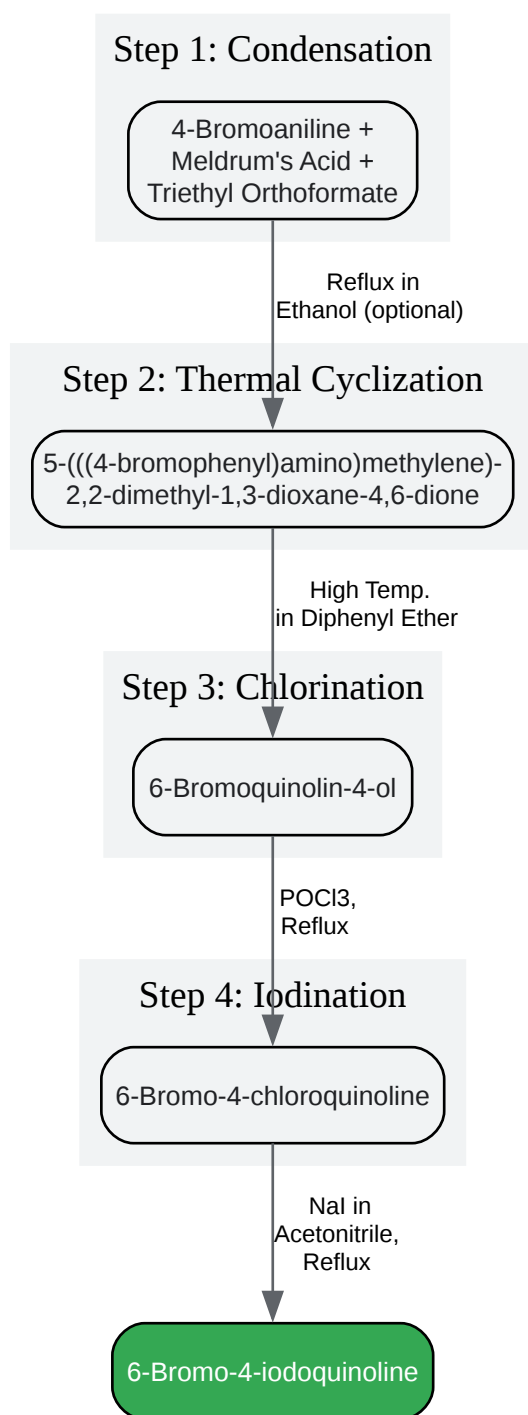 Step 1: Condensation
4-Bromoaniline +
Meldrum's Acid +
Triethyl Orthoformate
Reflux in
Ethanol (optional)
Step 2: Thermal Cyclization
5-(((4-bromophenyl)amino)methylene)-
2,2-dimethyl-1,3-dioxane-4,6-dione
High Temp.
in Diphenyl Ether
Step 3: Chlorination
6-Bromoquinolin-4-ol
POCl3,
Reflux
Step 4: Iodination
6-Bromo-4-chloroquinoline
NaI in
Acetonitrile,
Reflux
6-Bromo-4-iodoquinoline